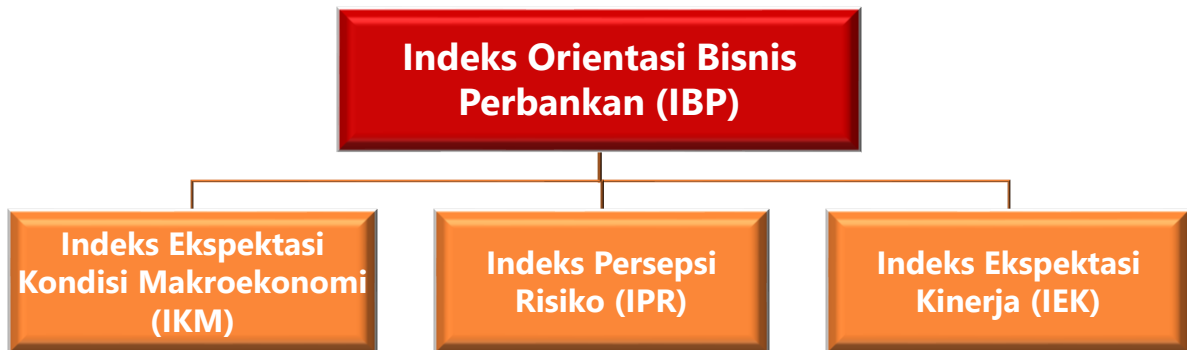 Indeks Orientasi Bisnis
Perbankan (IBP)
Indeks Ekspektasi
Kondisi Makroekonomi
(IKM)
Indeks Persepsi
Risiko (IPR)
Indeks Ekspektasi
Kinerja (IEK)